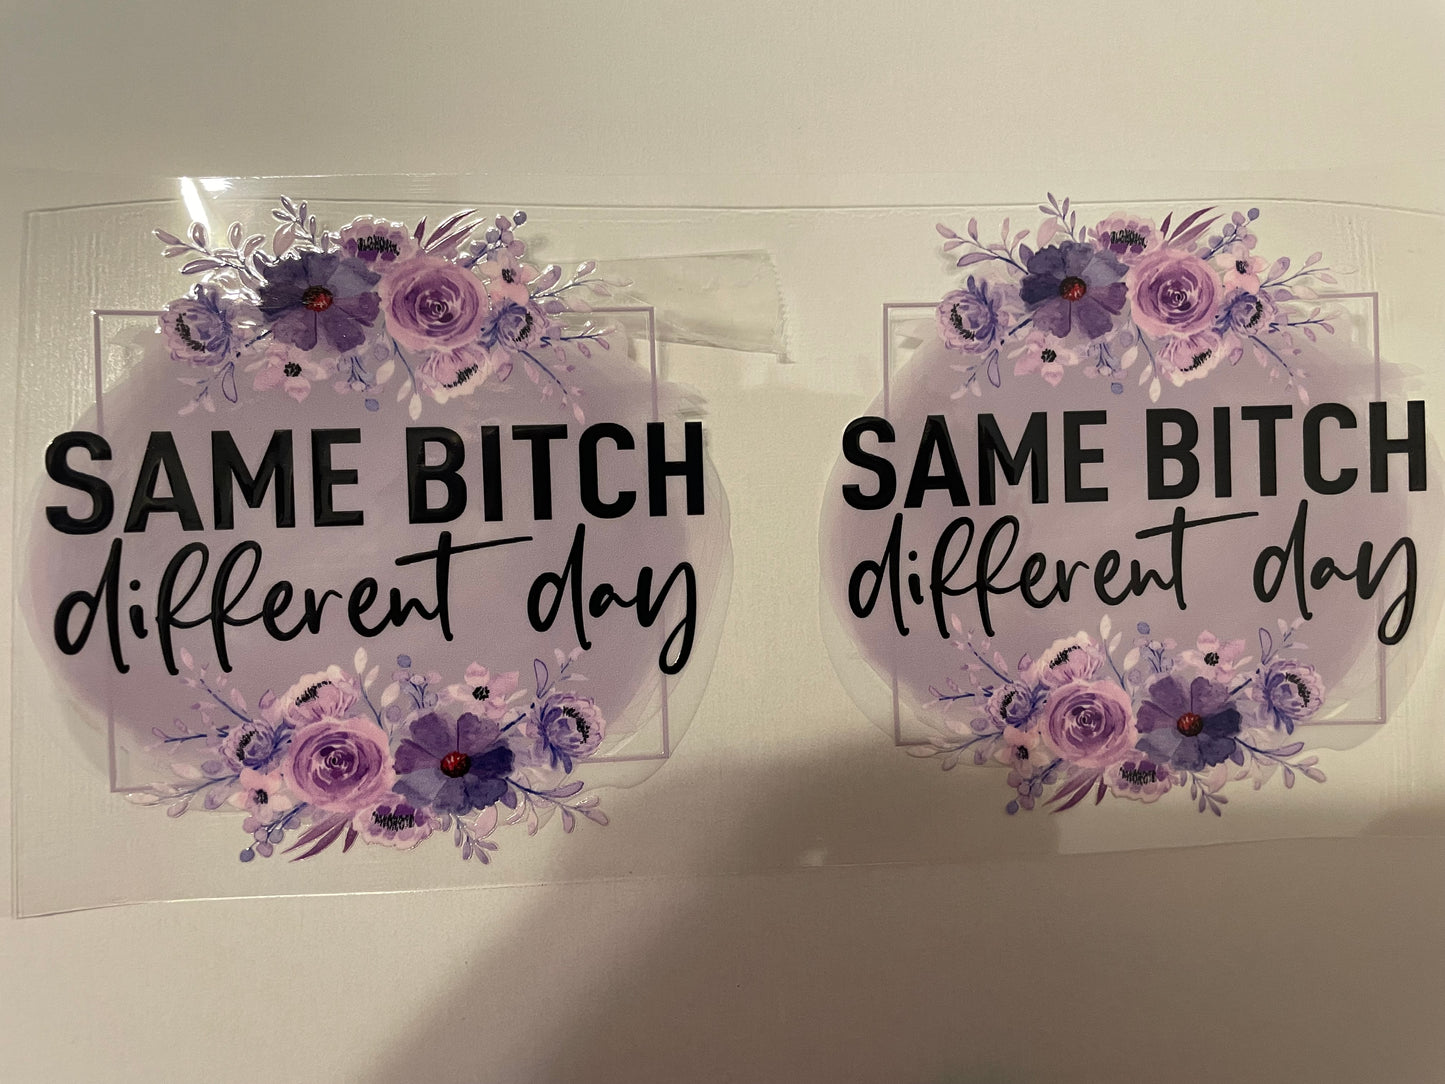 SAME BITCH
different day
SAME BITCH
different day